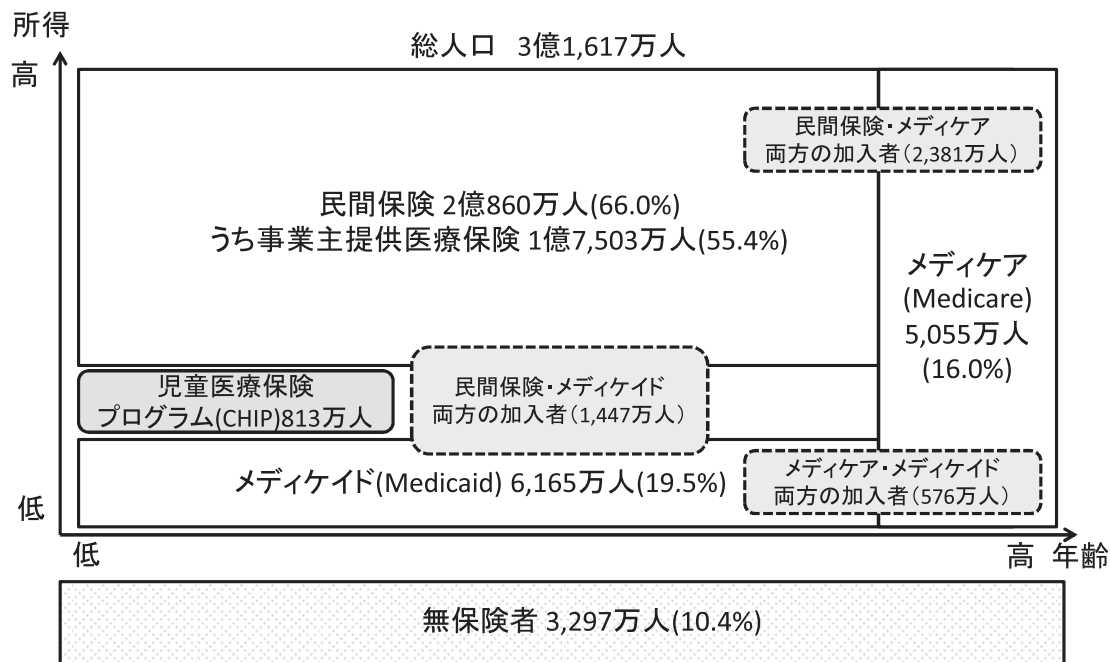 所得
高
総人口 3億1,617万人
民間保険・メディケア
両方の加入者(2,381万人)
民間保険 2億860万人(66.0%)
うち事業主提供医療保険 1億7,503万人(55.4%)
メディケア
(Medicare)
5,055万人
(16.0%)
児童医療保険
プログラム(CHIP)813万人
民間保険・メディケイド
両方の加入者(1,447万人)
メディケイド(Medicaid) 6,165万人(19.5%)
メディケア・メディケイド
両方の加入者(576万人)
低
低
高 年齢
無保険者 3,297万人(10.4%)